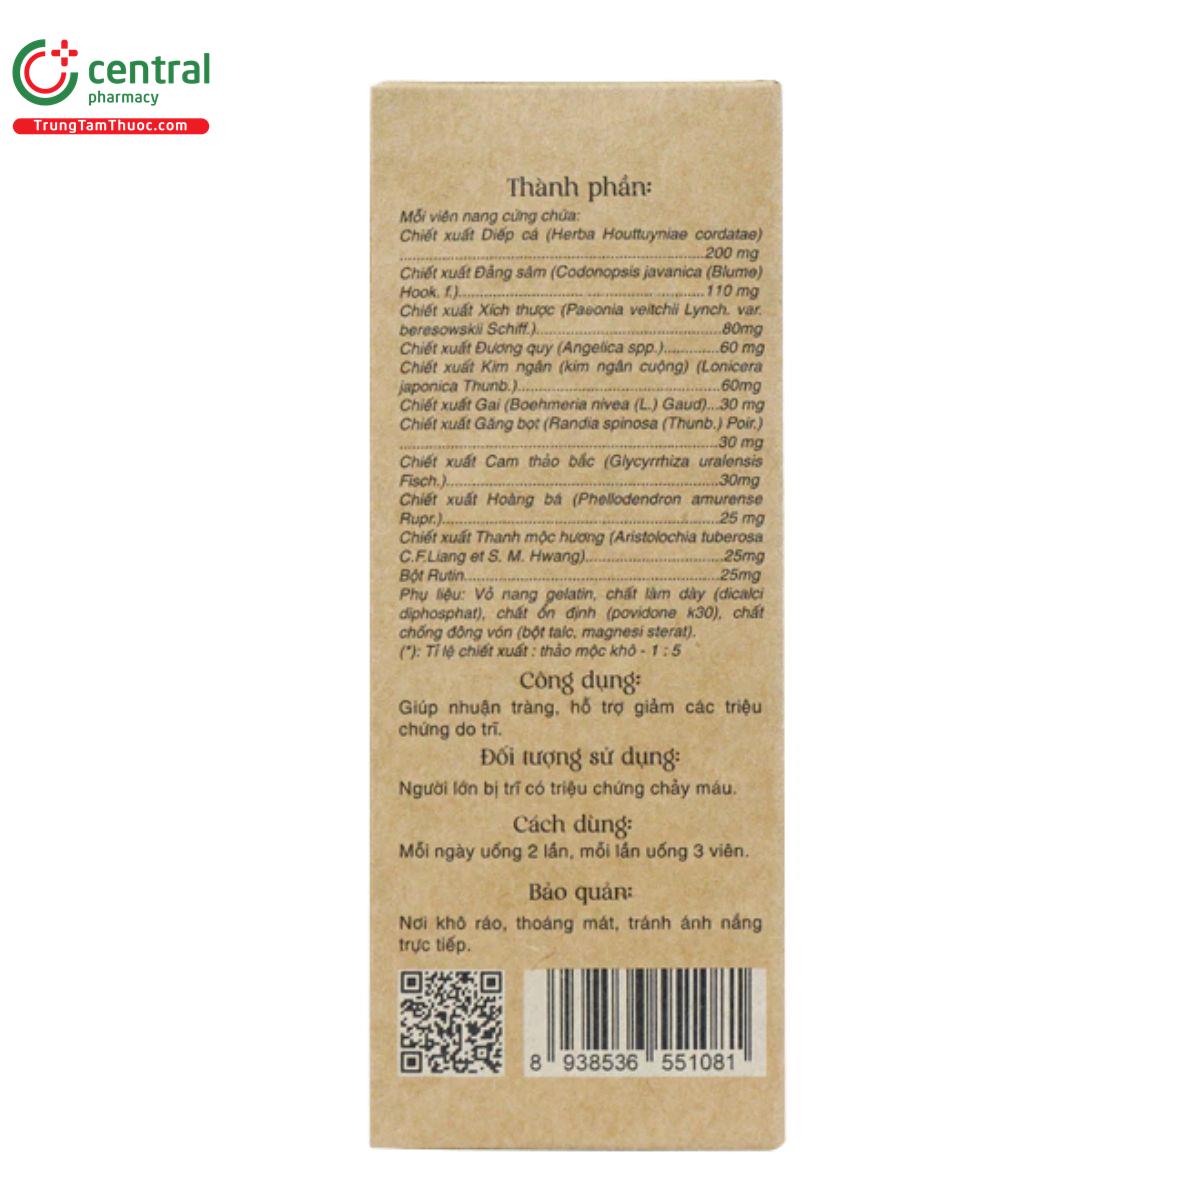 central
pharmacy
TrungTamThuoc.com
Thành phần:
Mỗi viên nang cứng chứa:
Chiết xuất Diếp cá (Herba Houttuyniae cordatae)
........................................................200 mg
Chiết xuất Đảng sâm (Codonopsis javanica (Blume)
Hook. f.)................................................110 mg
Chiết xuất Xích thược (Paeonia veitchii Lynch. var.
beresowskii Schiff.)....................................80mg
Chiết xuất Đương quy (Angelica spp.).............60 mg
Chiết xuất Kim ngân (kim ngân cuộng) (Lonicera
japonica Thunb.)........................................60mg
Chiết xuất Gai (Boehmeria nivea (L.) Gaud)...30 mg
Chiết xuất Găng bọt (Randia spinosa (Thunb.) Poir.)
........................................................30 mg
Chiết xuất Cam thảo bắc (Glycyrrhiza uralensis
Fisch.)..................................................30mg
Chiết xuất Hoàng bá (Phellodendron amurense
Rupr.)...................................................25 mg
Chiết xuất Thanh mộc hương (Aristolochia tuberosa
C.F.Liang et S. M. Hwang)...........................25mg
Bột Rutin................................................25mg
Phụ liệu: Vỏ nang gelatin, chất làm dày (dicalci
diphosphat), chất ổn định (povidone k30), chất
chống đông vón (bột talc, magnesi sterat).
(*): Tỉ lệ chiết xuất : thảo mộc khô - 1 : 5
Công dụng:
Giúp nhuận tràng, hỗ trợ giảm các triệu
chứng do trĩ.
Đối tượng sử dụng:
Người lớn bị trĩ có triệu chứng chảy máu.
Cách dùng:
Mỗi ngày uống 2 lần, mỗi lần uống 3 viên.
Bảo quản:
Nơi khô ráo, thoáng mát, tránh ánh nắng
trực tiếp.
8 938536 551081